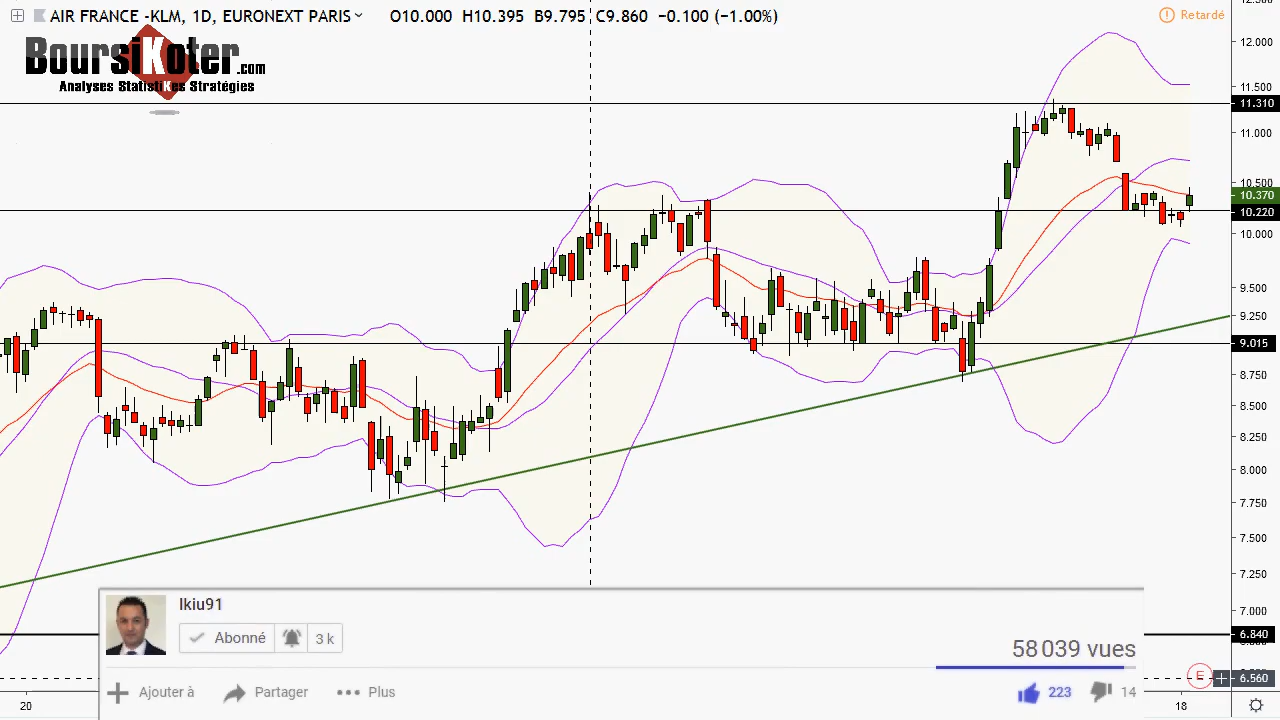 AIR FRANCE -KLM, 1D, EURONEXT PARIS O10.000 H10.395 B9.795 C9.860 −0.100 (−1.00%)
Retardé
BoursiKoter.com
Analyses StatistiKes Stratégies
12.000
11.500
11.310
11.000
10.500
10.370
10.220
10.000
9.500
9.250
9.015
8.750
8.500
8.250
8.000
7.750
7.500
7.250
7.000
6.840
6.560
E
20
18
lkiu91
Abonné 3 k
58 039 vues
Ajouter à Partager Plus
223 14